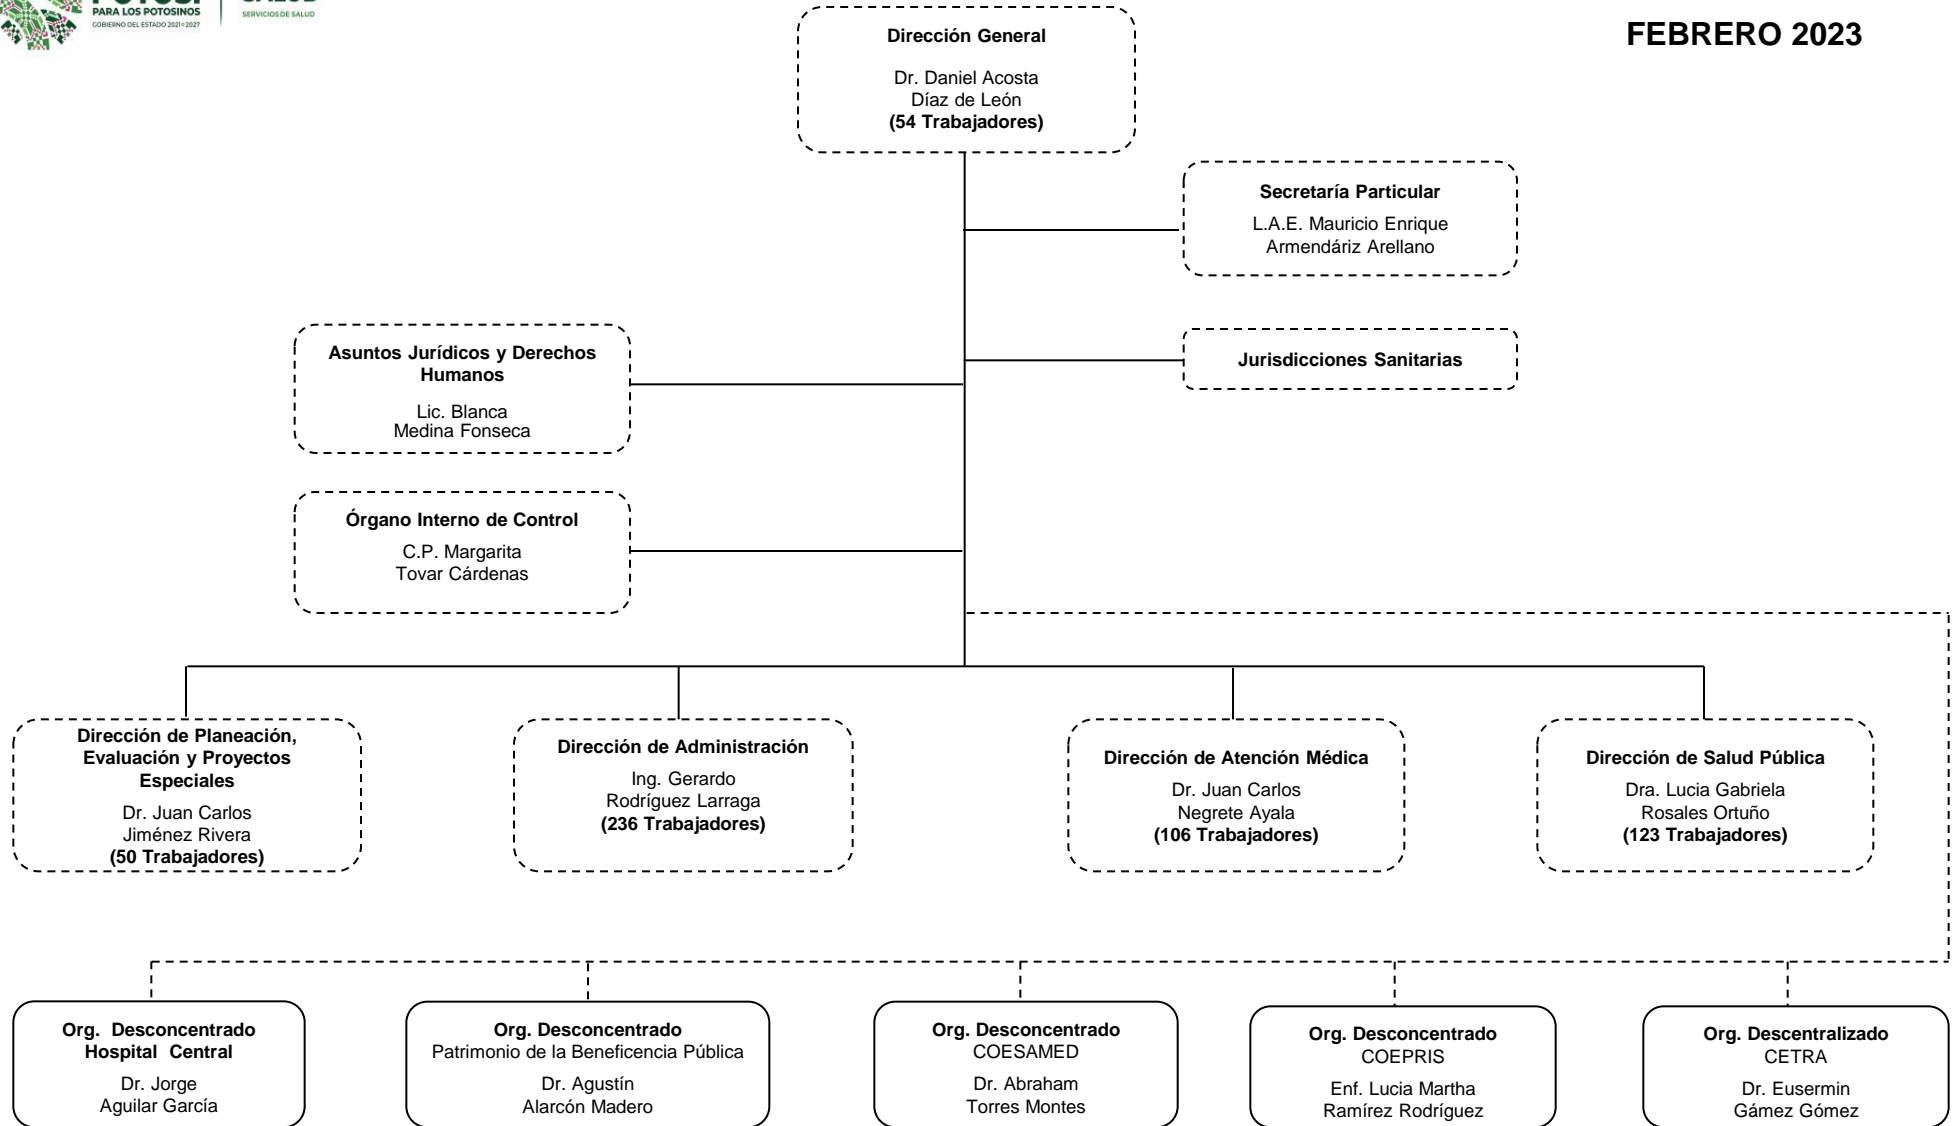 POTOSÍ
PARA LOS POTOSINOS
GOBIERNO DEL ESTADO 2021-2027
SALUD
SERVICIOS DE SALUD
FEBRERO 2023
Dirección General
Dr. Daniel Acosta
Díaz de León
(54 Trabajadores)
Secretaría Particular
L.A.E. Mauricio Enrique
Armendáriz Arellano
Asuntos Jurídicos y Derechos
Humanos
Lic. Blanca
Medina Fonseca
Jurisdicciones Sanitarias
Órgano Interno de Control
C.P. Margarita
Tovar Cárdenas
Dirección de Planeación,
Evaluación y Proyectos
Especiales
Dr. Juan Carlos
Jiménez Rivera
(50 Trabajadores)
Dirección de Administración
Ing. Gerardo
Rodríguez Larraga
(236 Trabajadores)
Dirección de Atención Médica
Dr. Juan Carlos
Negrete Ayala
(106 Trabajadores)
Dirección de Salud Pública
Dra. Lucia Gabriela
Rosales Ortuño
(123 Trabajadores)
Org. Desconcentrado
Hospital Central
Dr. Jorge
Aguilar García
Org. Desconcentrado
Patrimonio de la Beneficencia Pública
Dr. Agustín
Alarcón Madero
Org. Desconcentrado
COESAMED
Dr. Abraham
Torres Montes
Org. Desconcentrado
COEPRIS
Enf. Lucia Martha
Ramírez Rodríguez
Org. Descentralizado
CETRA
Dr. Eusermin
Gámez Gómez